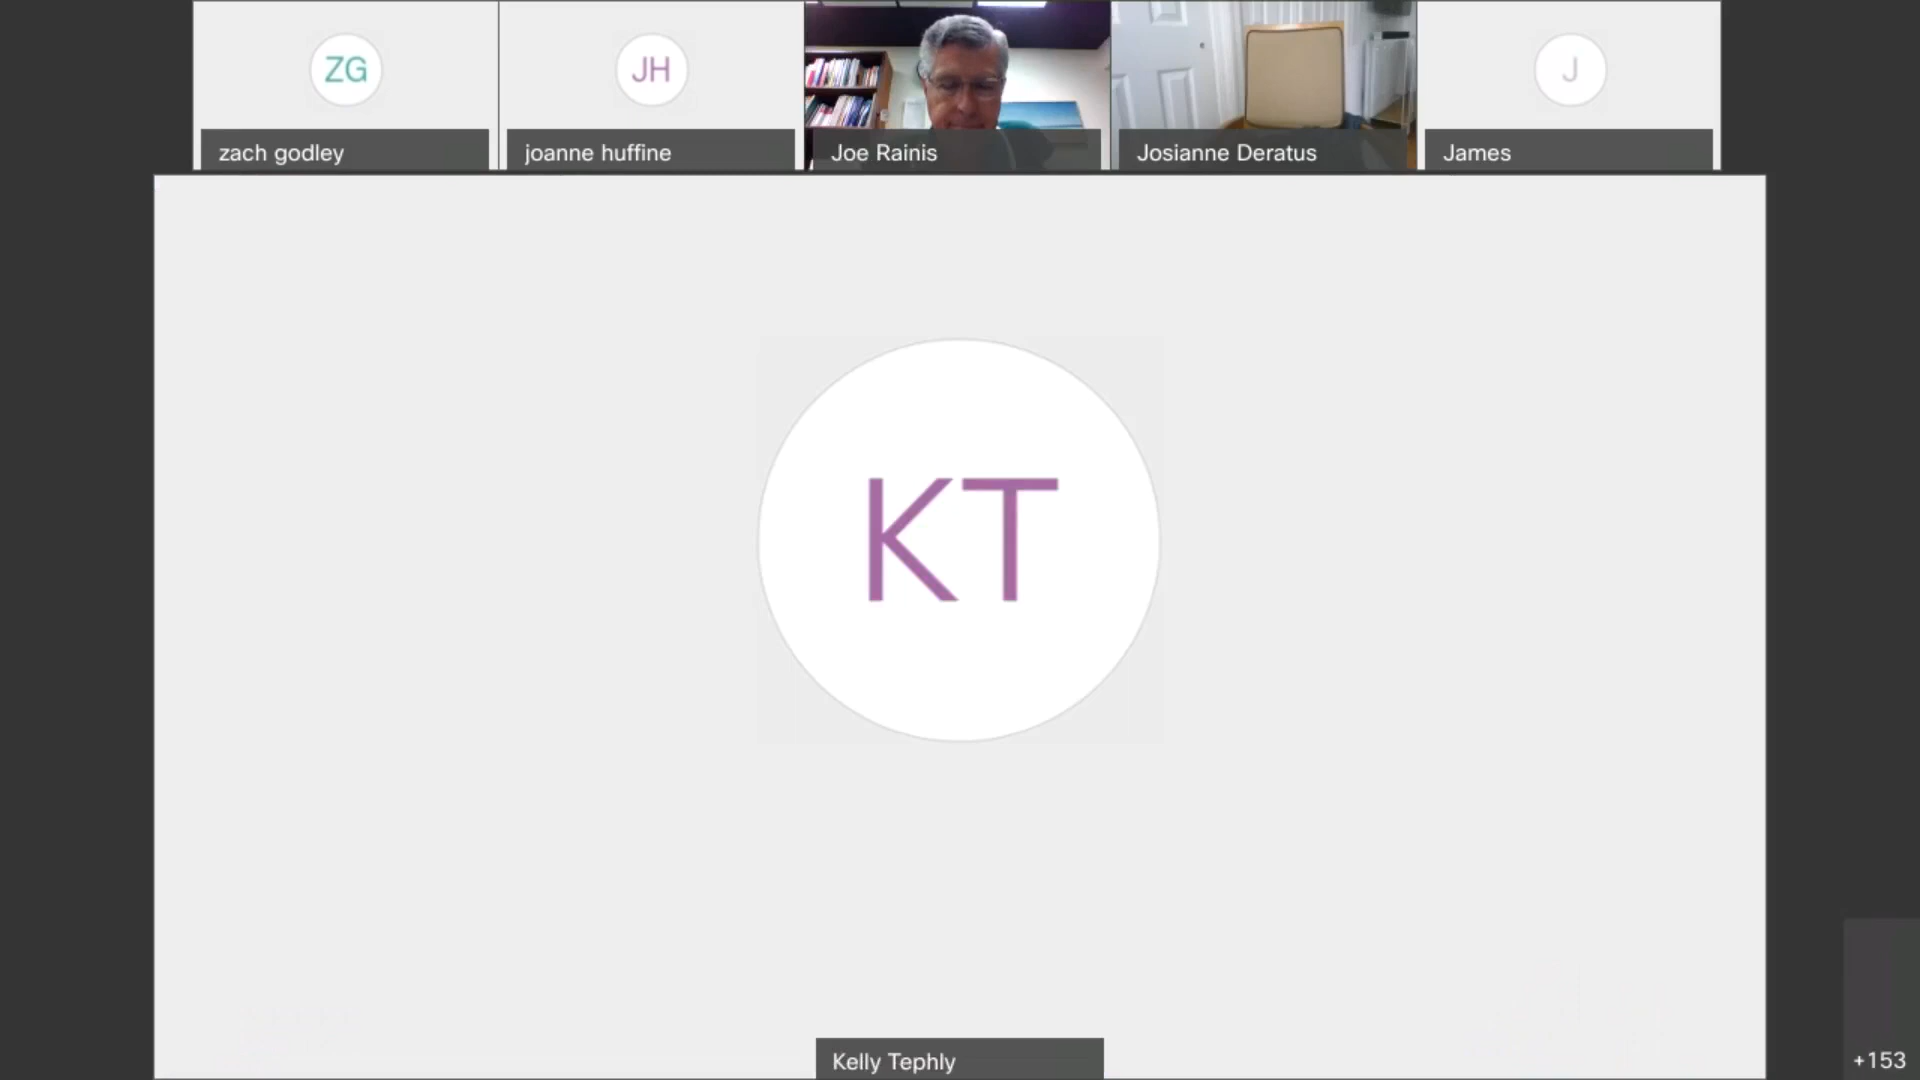 ZG
JH
J
zach godley
joanne huffine
Joe Rainis
Josianne Deratus
James
KT
Kelly Tephly
+153